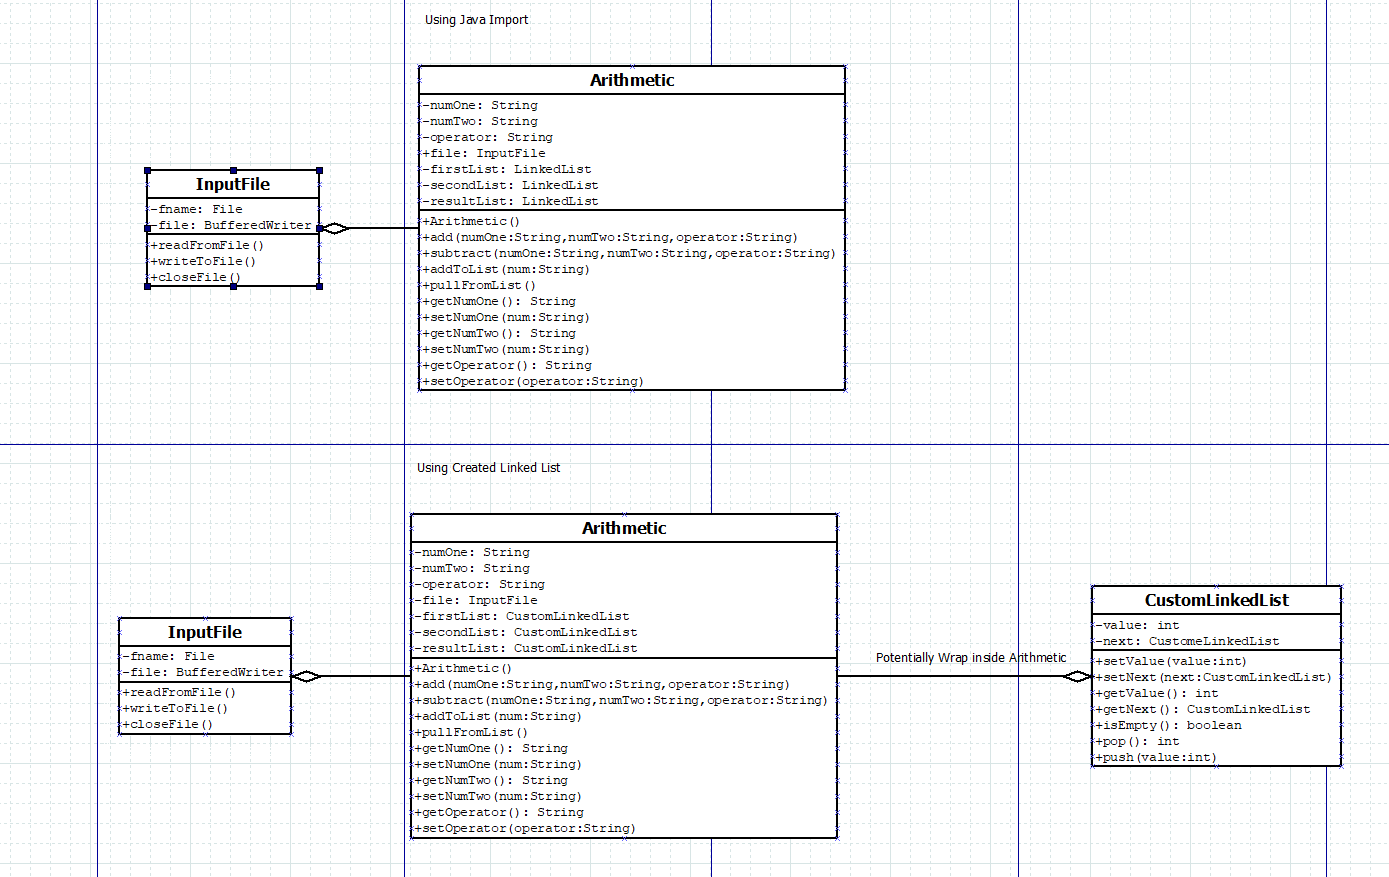 Using Java Import
Arithmetic
-numOne: String
-numTwo: String
-operator: String
+file: InputFile
-firstList: LinkedList
-secondList: LinkedList
-resultList: LinkedList
+Arithmetic()
+add(numOne:String,numTwo:String,operator:String)
+subtract(numOne:String,numTwo:String,operator:String)
+addToList(num:String)
+pullFromList()
+getNumOne(): String
+setNumOne(num:String)
+getNumTwo(): String
+setNumTwo(num:String)
+getOperator(): String
+setOperator(operator:String)
InputFile
-fname: File
-file: BufferedWriter
+readFromFile()
+writeToFile()
+closeFile()
Using Created Linked List
Arithmetic
-numOne: String
-numTwo: String
-operator: String
-file: InputFile
-firstList: CustomLinkedList
-secondList: CustomLinkedList
-resultList: CustomLinkedList
+Arithmetic()
+add(numOne:String,numTwo:String,operator:String)
+subtract(numOne:String,numTwo:String,operator:String)
+addToList(num:String)
+pullFromList()
+getNumOne(): String
+setNumOne(num:String)
+getNumTwo(): String
+setNumTwo(num:String)
+getOperator(): String
+setOperator(operator:String)
InputFile
-fname: File
-file: BufferedWriter
+readFromFile()
+writeToFile()
+closeFile()
Potentially Wrap inside Arithmetic
CustomLinkedList
-value: int
-next: CustomeLinkedList
+setValue(value:int)
+setNext(next:CustomLinkedList)
+getValue(): int
+getNext(): CustomLinkedList
+isEmpty(): boolean
+pop(): int
+push(value:int)